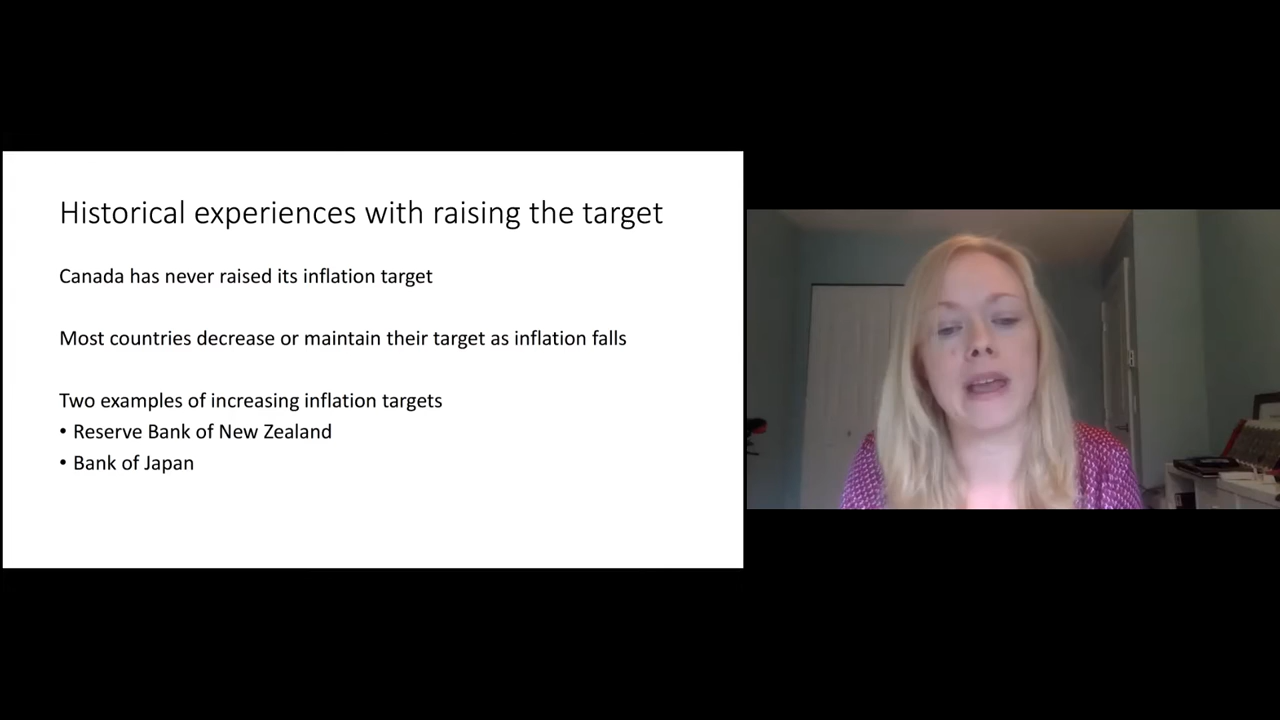 Historical experiences with raising the target
Canada has never raised its inflation target
Most countries decrease or maintain their target as inflation falls
Two examples of increasing inflation targets
• Reserve Bank of New Zealand
• Bank of Japan